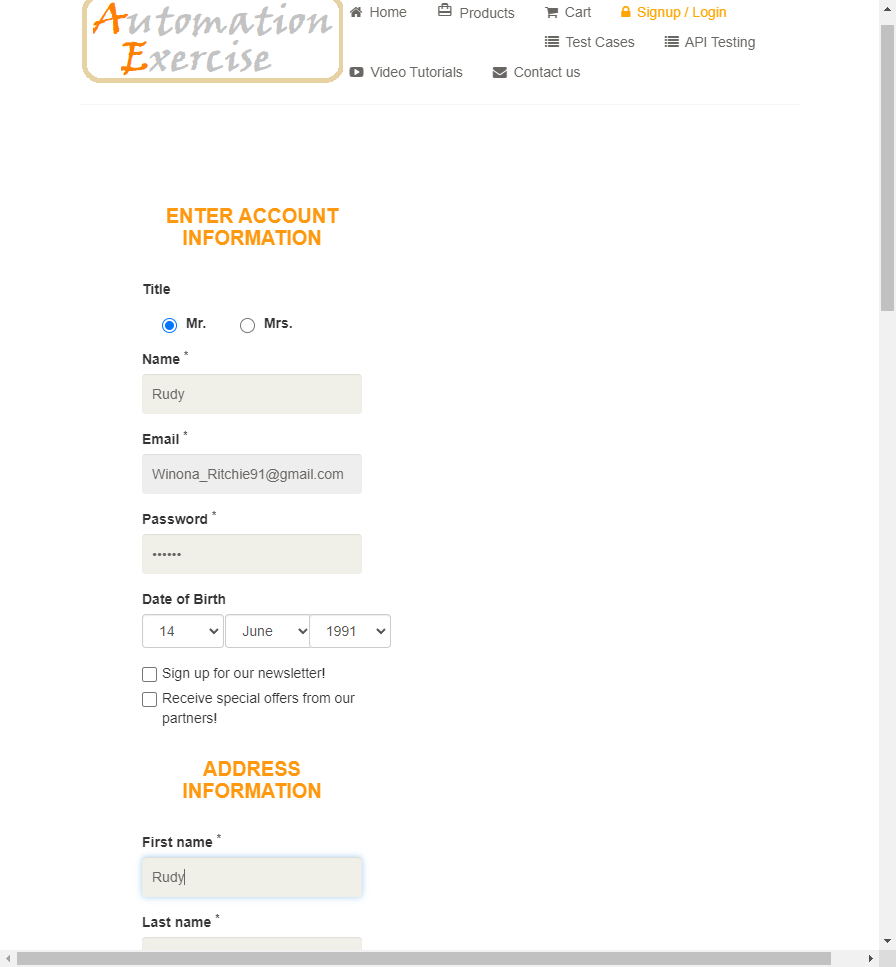 Automation
Exercise
Home Products Cart Signup / Login
Test Cases API Testing
Video Tutorials Contact us
ENTER ACCOUNT
INFORMATION
Title
Mr. Mrs.
Name *
Rudy
Email *
Winona_Ritchie91@gmail.com
Password *
••••••
Date of Birth
14 June 1991
Sign up for our newsletter!
Receive special offers from our
partners!
ADDRESS
INFORMATION
First name *
Rudy
Last name *